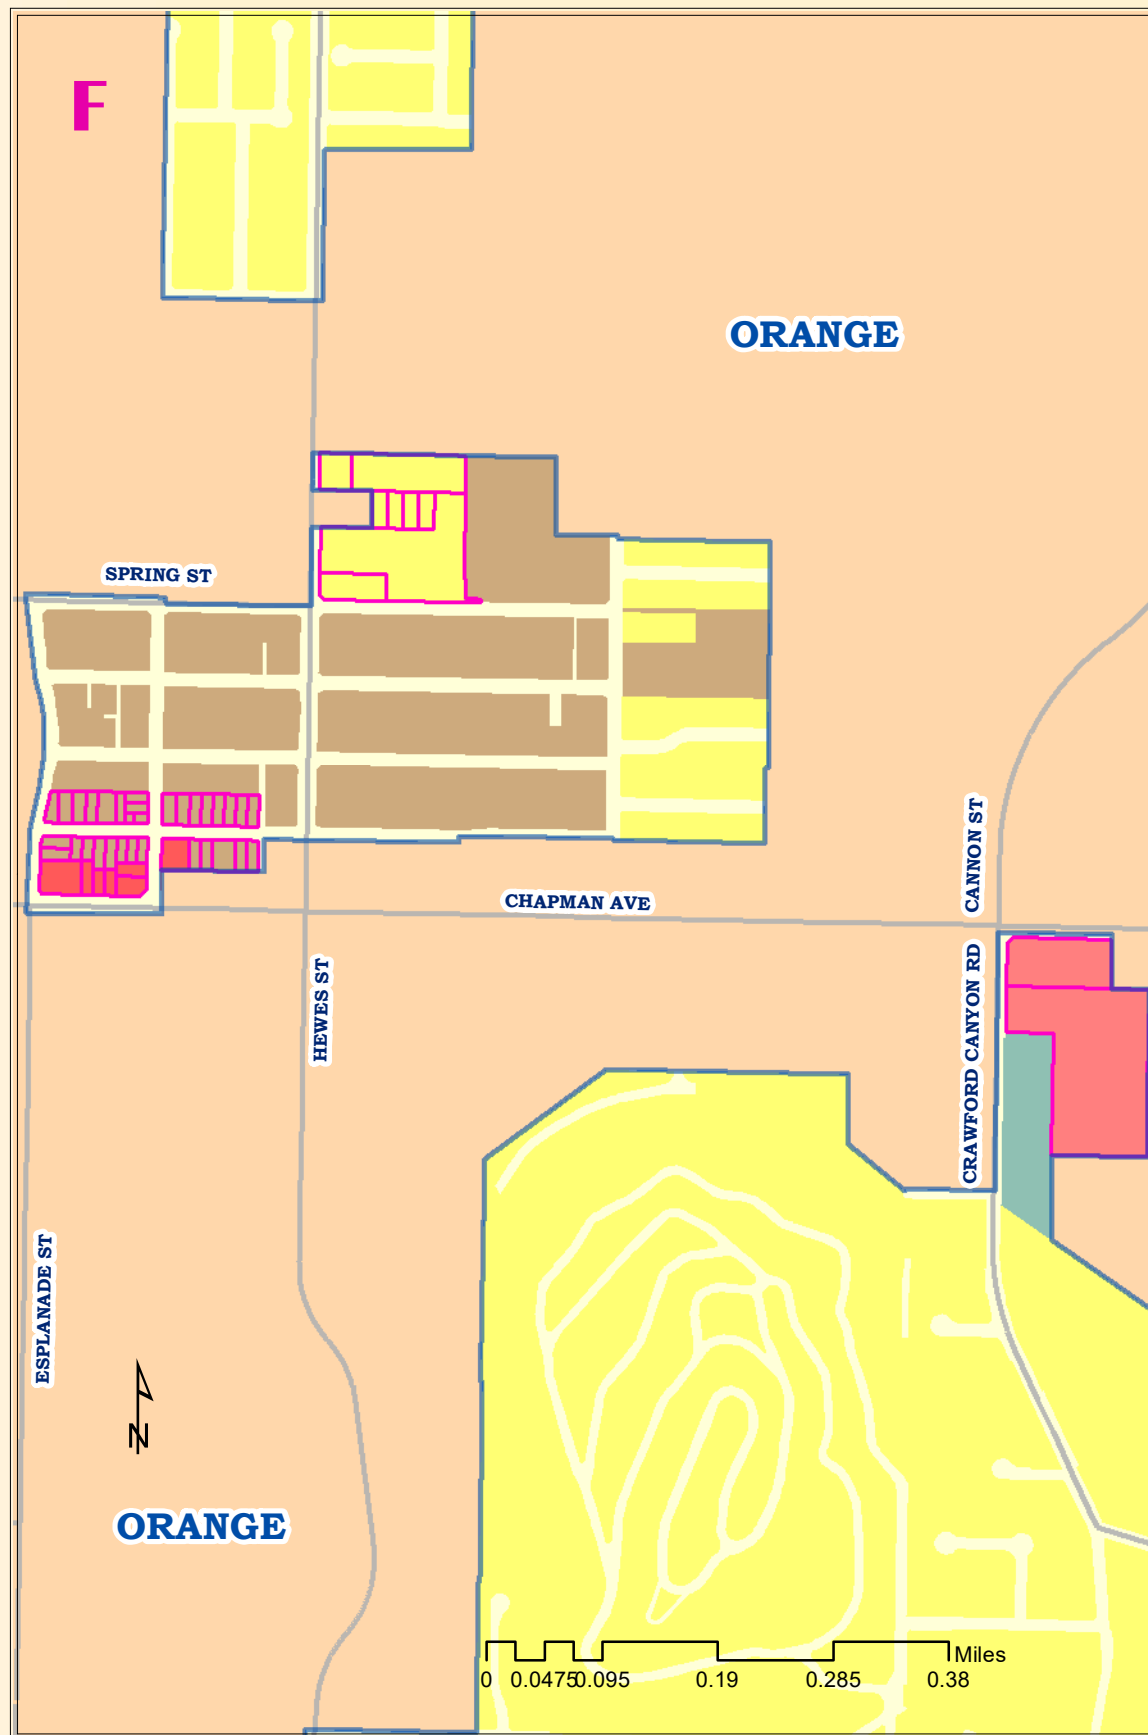 F
ORANGE
SPRING ST
CANNON ST
CHAPMAN AVE
HEWES ST
CRAWFORD CANYON RD
ESPLANADE ST
N
ORANGE
Miles
0 0.0475 0.095 0.19 0.285 0.38